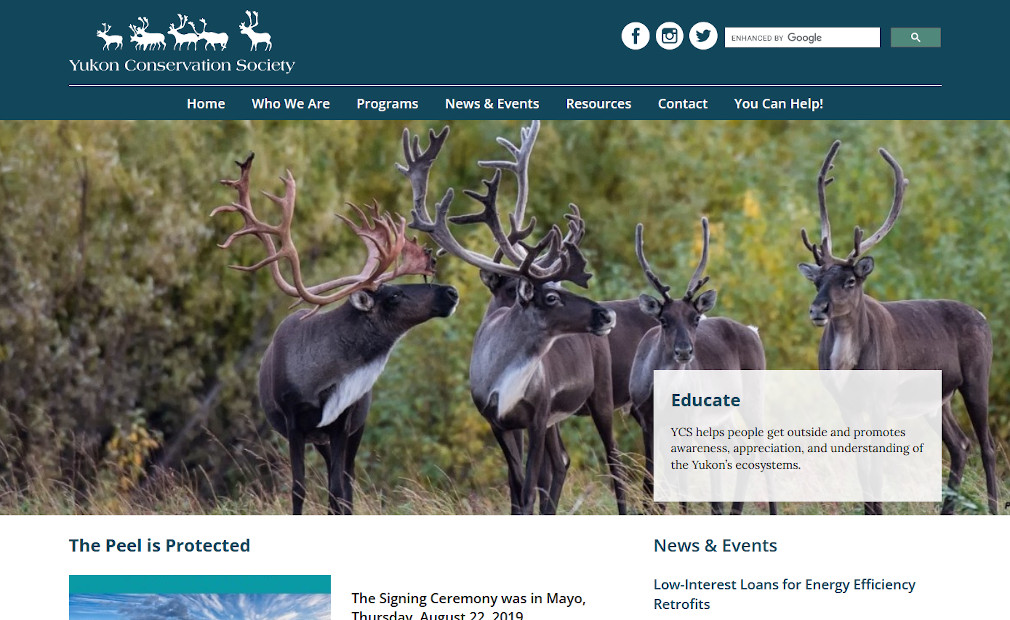 Yukon Conservation Society
ENHANCED BY Google
Home Who We Are Programs News & Events Resources Contact You Can Help!
Educate
YCS helps people get outside and promotes
awareness, appreciation, and understanding of
the Yukon’s ecosystems.
The Peel is Protected
The Signing Ceremony was in Mayo,
Thursday, August 22, 2019
News & Events
Low-Interest Loans for Energy Efficiency
Retrofits